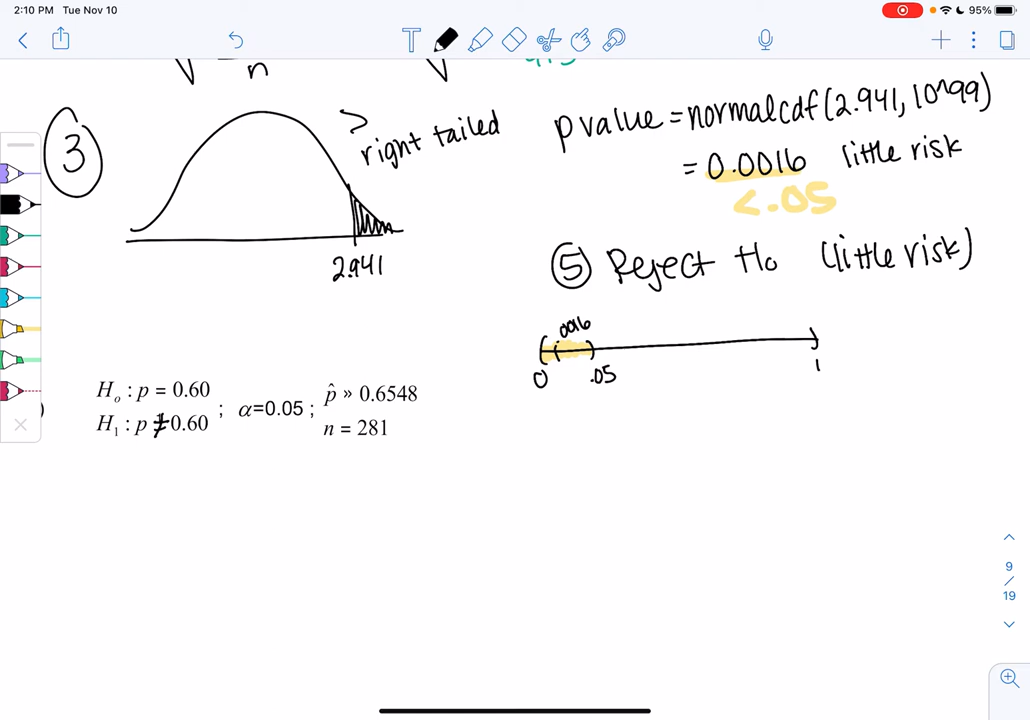 2:10 PM Tue Nov 10
95%
T
n
3
>
right tailed
2.941
p value = normalcdf(2.941, 10^99)
= 0.0016 little risk
< .05
5 Reject Ho (little risk)
.0016
0 .05 1
Ho : p = 0.60
H1 : p ≠ 0.60
; α=0.05 ;
p̂ » 0.6548
n = 281
)
9
/
19